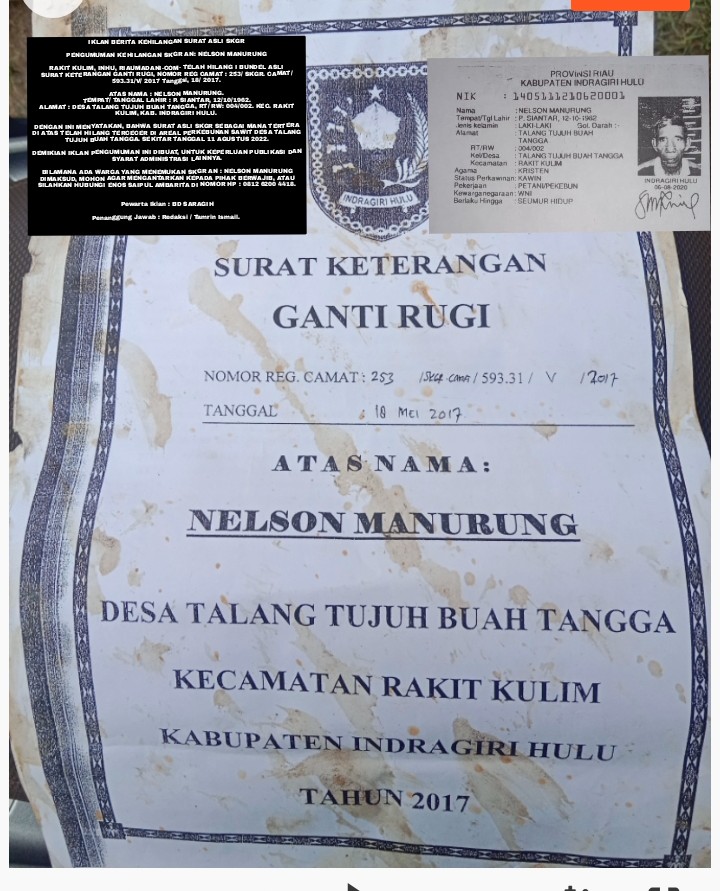 IKLAN BERITA KEHILANGAN SURAT ASLI SKGR
PENGUMUMAN KEHILANGAN SKGR AN: NELSON MANURUNG
RAKIT KULIM, INHU, RIAUMADANI-COM- TELAH HILANG I BUNDEL ASLI
SURAT KETERANGAN GANTI RUGI, NOMOR REG CAMAT : 253/ SKGR. CAMAT/
593.31/V 2017 Tanggal, 18/ 2017.
ATAS NAMA : NELSON MANURUNG.
TEMPAT/ TANGGAL LAHIR : P. SIANTAR, 12/10/1962.
ALAMAT : DESA TALANG TUJUH BUAH TANGGA, RT/ RW: 004/002. KEC. RAKIT
KULIM, KAB. INDRAGIRI HULU.
DENGAN INI MENYATAKAN, BAHWA SURAT ASLI SKGR SEBAGAI MANA TERTERA
DI ATAS TELAH HILANG TERCECER DI AREAL PERKEBUNAN SAWIT DESA TALANG
TUJUH BUAH TANGGA. SEKITAR TANGGAL 11 AGUSTUS 2022.
DEMIKIAN IKLAN PENGUMUMAN INI DIBUAT, UNTUK KEPERLUAN PUBLIKASI DAN
SYARAT ADMINISTRASI LAINNYA.
BILAMANA ADA WARGA YANG MENEMUKAN SKGR AN : NELSON MANURUNG
DIMAKSUD, MOHON AGAR MENGANTARKAN KEPADA PIHAK BERWAJIB, ATAU
SILAHKAN HUBUNGI ENOS SAIPUL AMBARITA DI NOMOR HP : 0812 6200 4418.
Pewarta Iklan : BD SARAGIH
Penanggung Jawab : Redaksi / Tamrin Ismail.
PROVINSI RIAU
KABUPATEN INDRAGIRI HULU
NIK : 1405111210620001
Nama : NELSON MANURUNG
Tempat/Tgl Lahir : P. SIANTAR, 12-10-1962
Jenis Kelamin : LAKI-LAKI Gol. Darah :-
Alamat : TALANG TUJUH BUAH
TANGGA
RT/RW : 004/002
Kel/Desa : TALANG TUJUH BUAH TANGGA
Kecamatan : RAKIT KULIM
Agama : KRISTEN
Status Perkawinan: KAWIN
Pekerjaan : PETANI/PEKEBUN
Kewarganegaraan: WNI
Berlaku Hingga : SEUMUR HIDUP
INDRAGIRI HULU
06-08-2020
INDRAGIRI HULU
SURAT KETERANGAN
GANTI RUGI
NOMOR REG. CAMAT : 253 /SKGR-CAMAT/ 593.31 / V /2017
TANGGAL : 18 MEI 2017
ATAS NAMA :
NELSON MANURUNG
DESA TALANG TUJUH BUAH TANGGA
KECAMATAN RAKIT KULIM
KABUPATEN INDRAGIRI HULU
TAHUN 2017